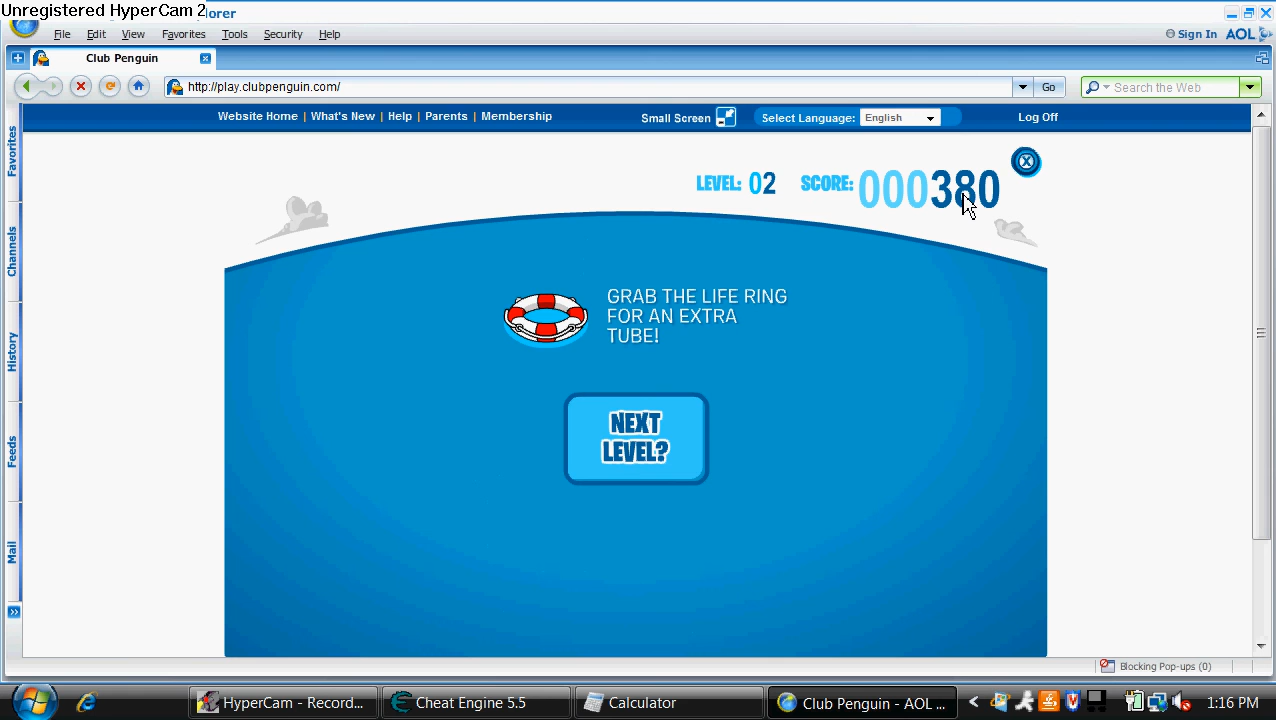 Unregistered HyperCam 2
lorer
File Edit View Favorites Tools Security Help
Sign In AOL
Club Penguin
http://play.clubpenguin.com/
Go
Search the Web
Favorites
Channels
History
Feeds
Mail
Website Home | What's New | Help | Parents | Membership
Small Screen
Select Language: English
Log Off
LEVEL: 02 SCORE: 000380
GRAB THE LIFE RING
FOR AN EXTRA
TUBE!
NEXT
LEVEL?
Blocking Pop-ups (0)
HyperCam - Record...
Cheat Engine 5.5
Calculator
Club Penguin - AOL ...
1:16 PM